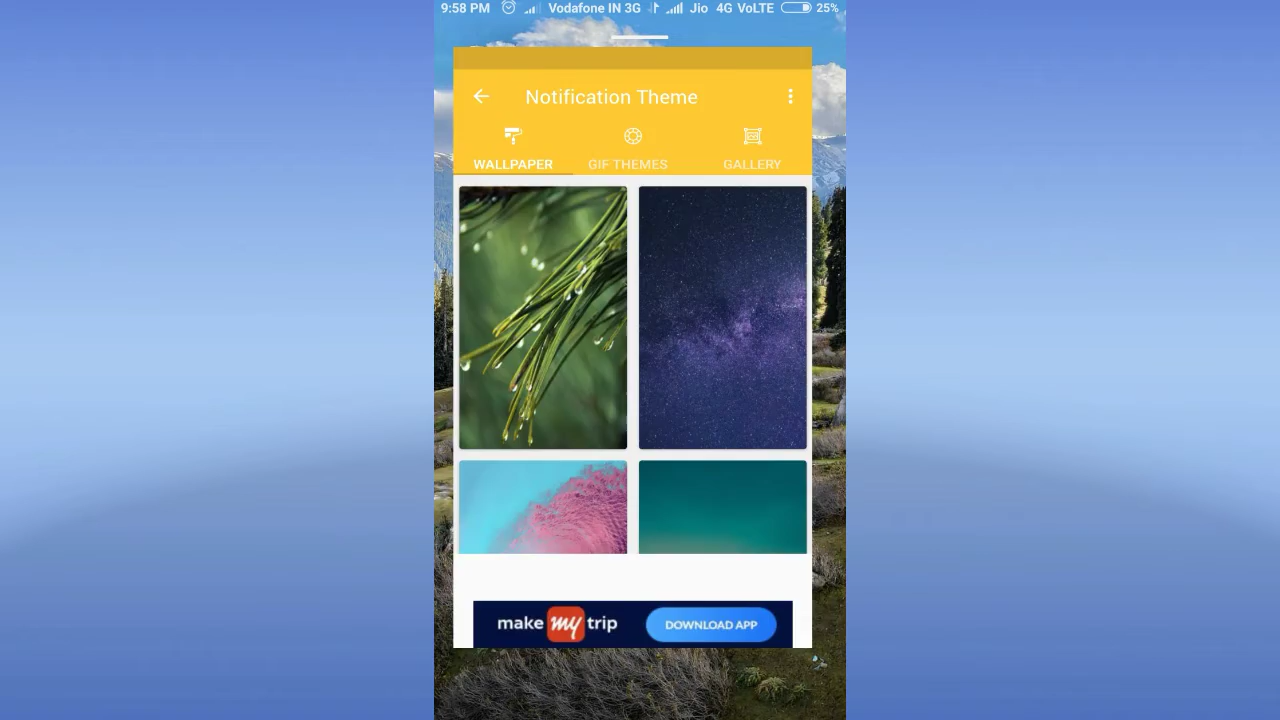 9:58 PM Vodafone IN 3G Jio 4G VoLTE 25%
Notification Theme
WALLPAPER GIF THEMES GALLERY
make my trip DOWNLOAD APP